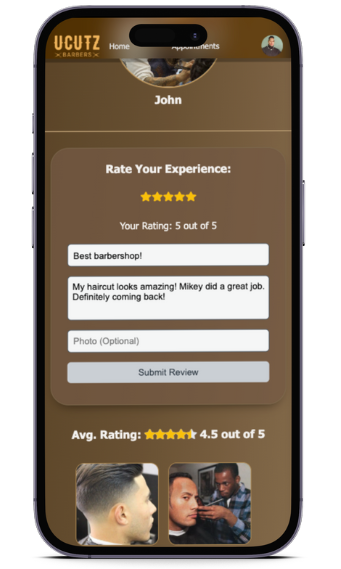 UCUTZ
BARBERS
Home
Appointments
John
Rate Your Experience:
Your Rating: 5 out of 5
Best barbershop!
My haircut looks amazing! Mikey did a great job.
Definitely coming back!
Photo (Optional)
Submit Review
Avg. Rating: 4.5 out of 5